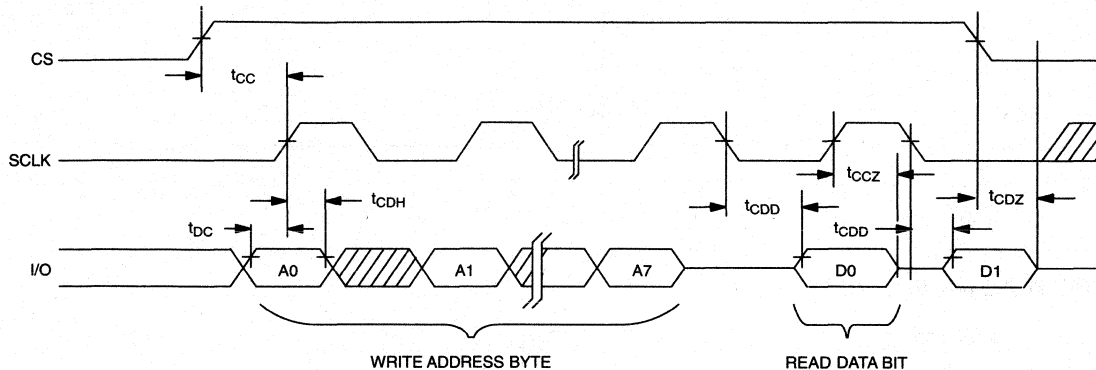 CS
tCC
SCLK
tCCZ
tCDZ
tCDH
tCDD
tDC
tCDD
I/O
A0
A1
A7
D0
D1
WRITE ADDRESS BYTE
READ DATA BIT